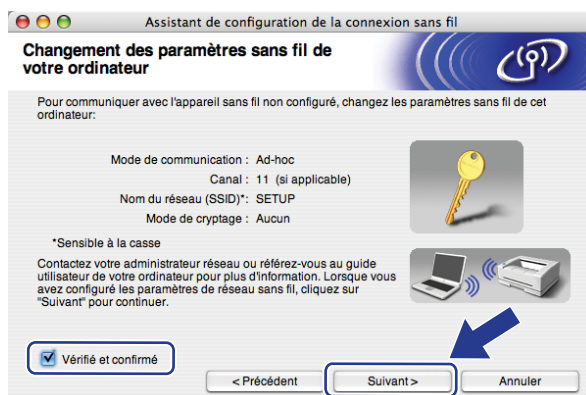 Assistant de configuration de la connexion sans fil
Changement des paramètres sans fil de
votre ordinateur
Pour communiquer avec l'appareil sans fil non configuré, changez les paramètres sans fil de cet
ordinateur:
Mode de communication : Ad-hoc
Canal : 11 (si applicable)
Nom du réseau (SSID)*: SETUP
Mode de cryptage : Aucun
*Sensible à la casse
Contactez votre administrateur réseau ou référez-vous au guide
utilisateur de votre ordinateur pour plus d'information. Lorsque vous
avez configuré les paramètres de réseau sans fil, cliquez sur
"Suivant" pour continuer.
Vérifié et confirmé
< Précédent Suivant > Annuler